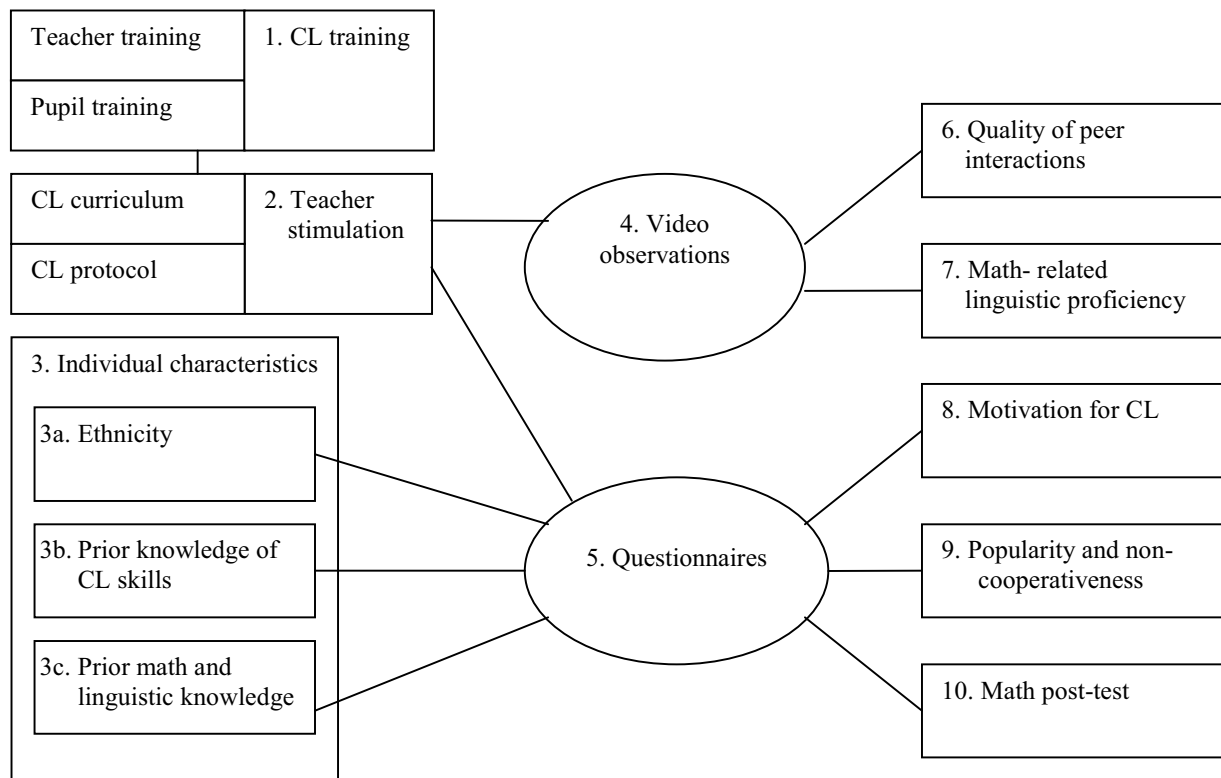 Teacher training
1. CL training
Pupil training
CL curriculum
2. Teacher
stimulation
CL protocol
3. Individual characteristics
3a. Ethnicity
3b. Prior knowledge of
CL skills
3c. Prior math and
linguistic knowledge
4. Video
observations
5. Questionnaires
6. Quality of peer
interactions
7. Math- related
linguistic proficiency
8. Motivation for CL
9. Popularity and non-
cooperativeness
10. Math post-test